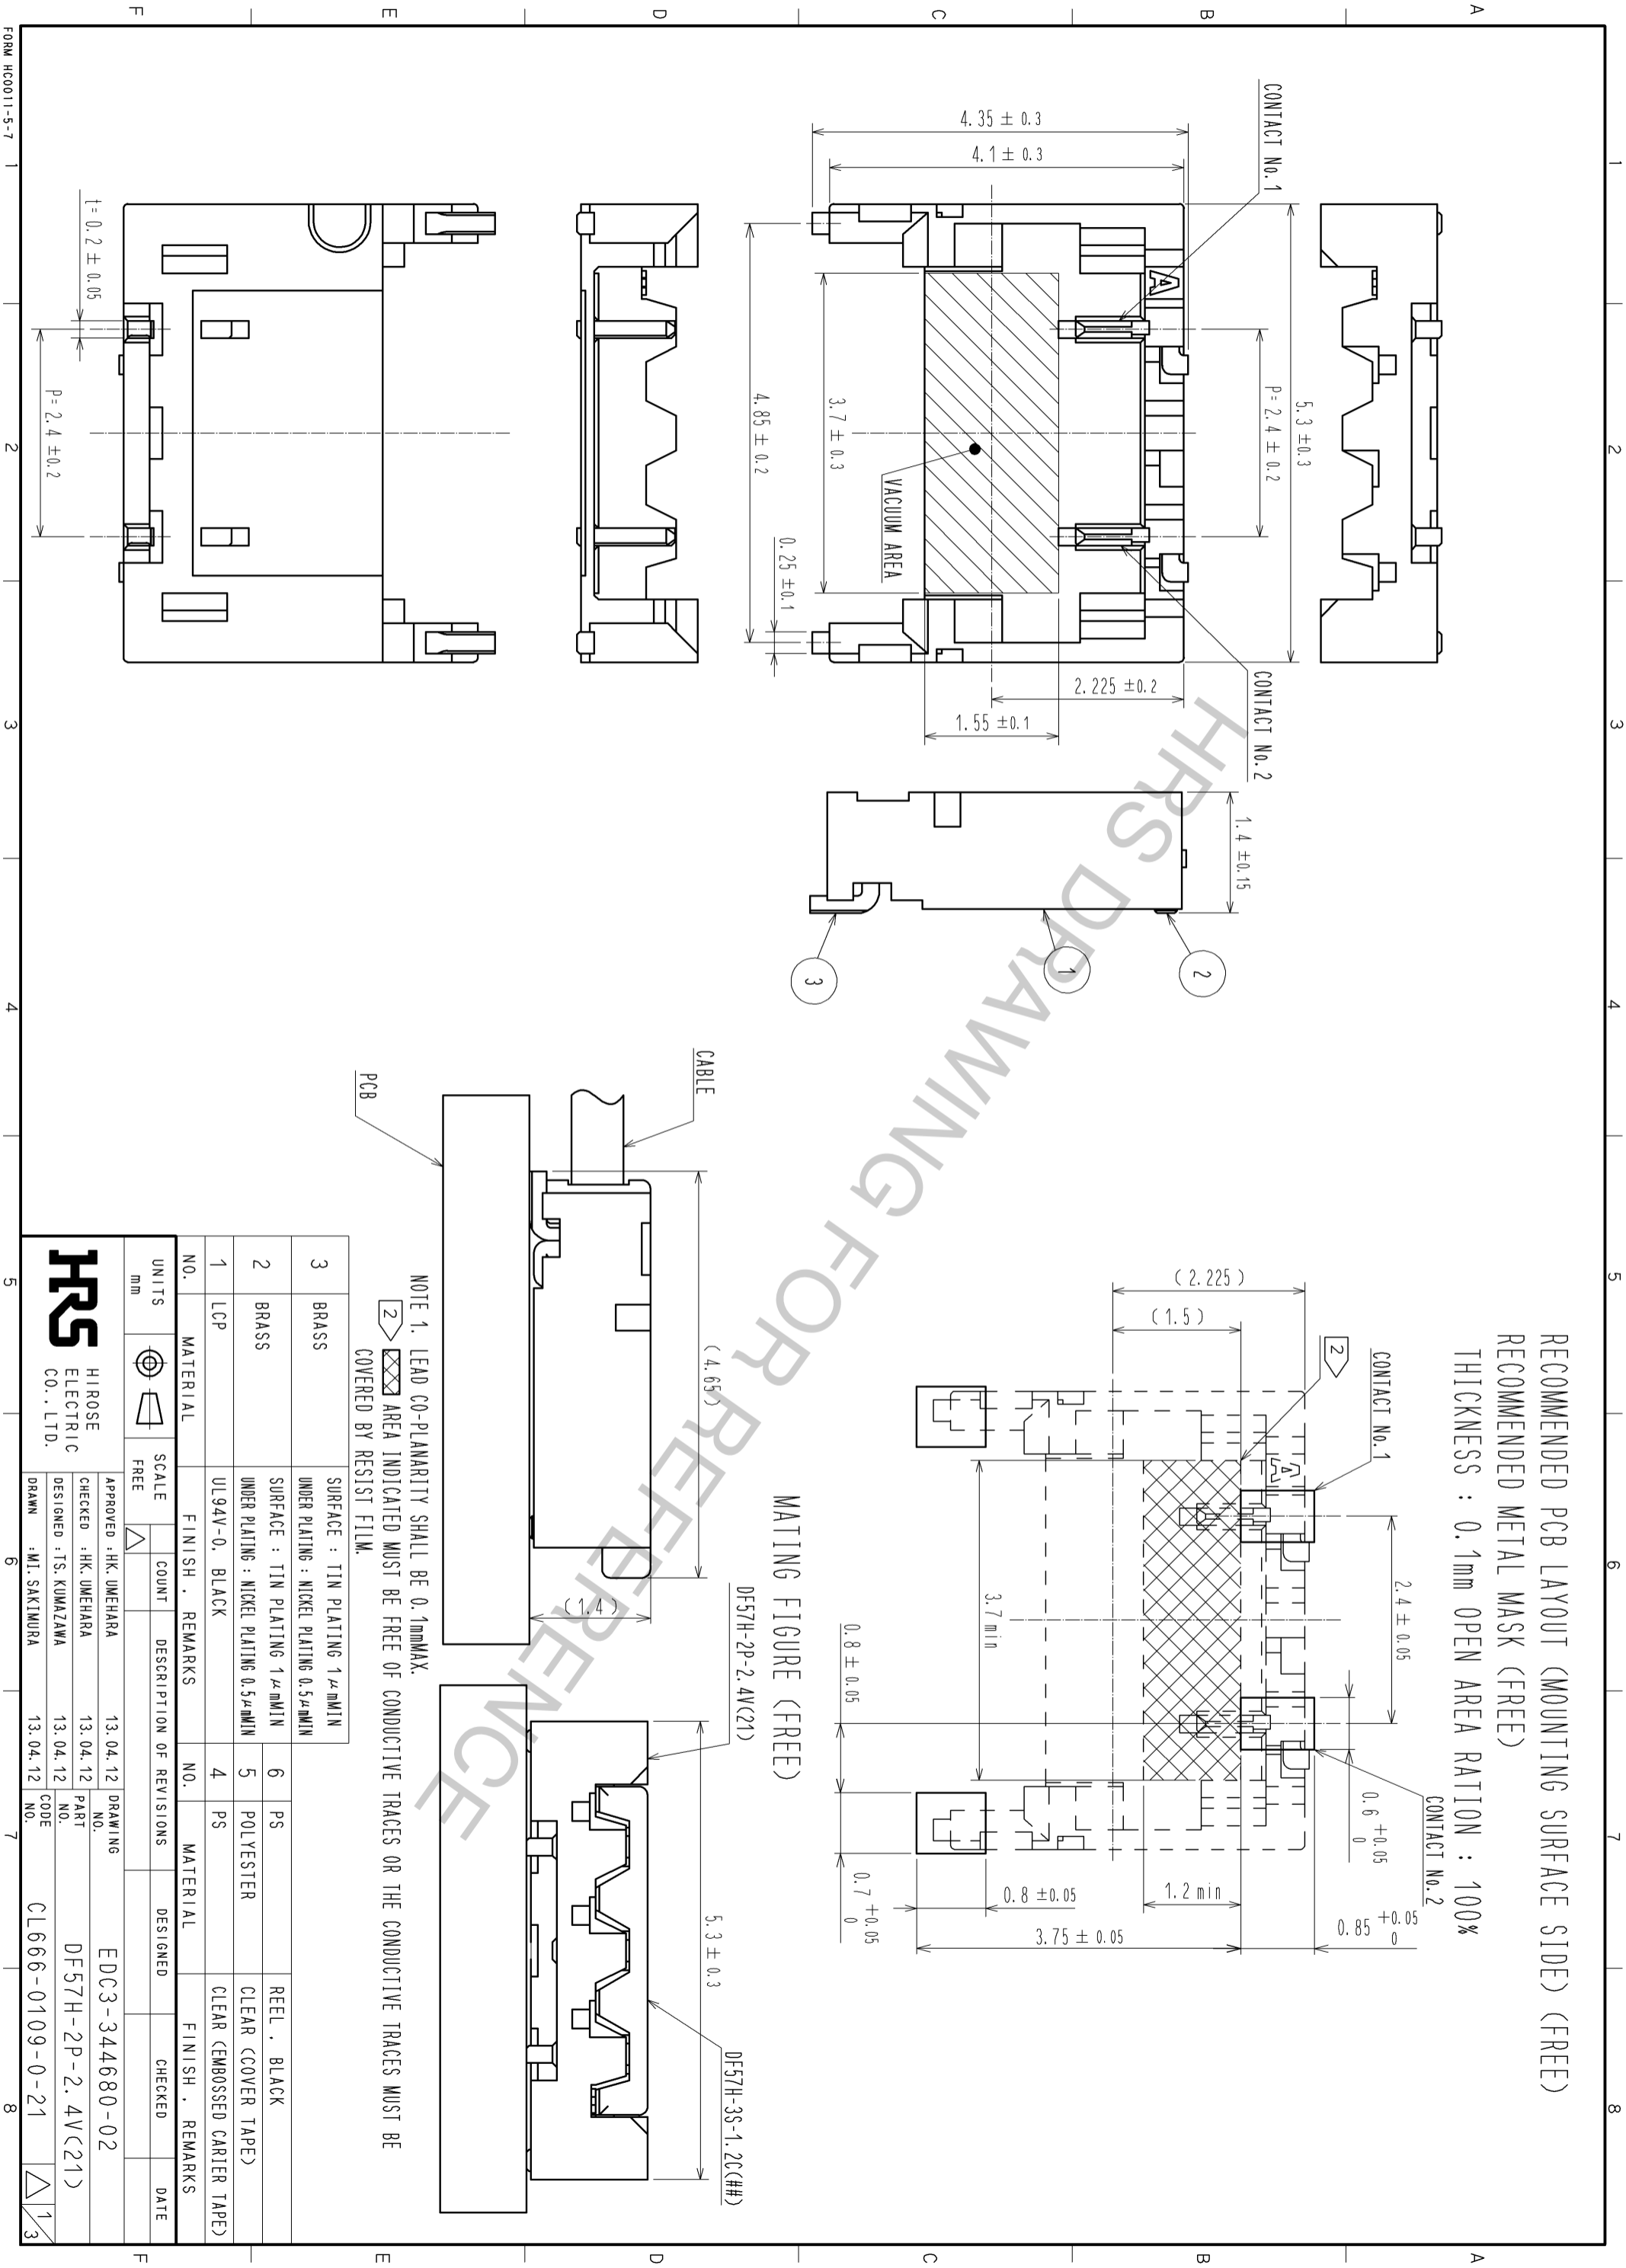 FORM HC0011-5-7
1
2
3
4
5
6
7
8
A
B
C
D
E
F
HRS DRAWING FOR REFERENCE
CONTACT No.1
CONTACT No.2
4.35 ± 0.3
4.1 ± 0.3
5.3 ±0.3
P= 2.4 ± 0.2
A
3.7 ± 0.3
4.85 ± 0.2
VACUUM AREA
0.25 ±0.1
2.225 ±0.2
1.55 ±0.1
1.4 ±0.15
1
2
3
t= 0.2 ± 0.05
P= 2.4 ±0.2
RECOMMENDED PCB LAYOUT (MOUNTING SURFACE SIDE) (FREE)
RECOMMENDED METAL MASK (FREE)
THICKNESS : 0.1mm OPEN AREA RATION : 100%
CONTACT No.1
CONTACT No.2
2
A
(2.225)
(1.5)
2.4 ± 0.05
0.6 +0.05 0
0.85 +0.05 0
3.7 min
1.2 min
0.8 ± 0.05
0.8 ±0.05
0.7 +0.05 0
3.75 ± 0.05
MATING FIGURE (FREE)
CABLE
PCB
(4.65)
(1.4)
DF57H-2P-2.4V(21)
DF57H-3S-1.2C(##)
5.3 ± 0.3
NOTE 1. LEAD CO-PLANARITY SHALL BE 0.1mmMAX.
2 AREA INDICATED MUST BE FREE OF CONDUCTIVE TRACES OR THE CONDUCTIVE TRACES MUST BE
COVERED BY RESIST FILM.
3 BRASS SURFACE : TIN PLATING 1μmMIN
UNDER PLATING : NICKEL PLATING 0.5μmMIN
2 BRASS SURFACE : TIN PLATING 1μmMIN
UNDER PLATING : NICKEL PLATING 0.5μmMIN
1 LCP UL94V-0, BLACK
6 PS REEL , BLACK
5 POLYESTER CLEAR (COVER TAPE)
4 PS CLEAR (EMBOSSED CARIER TAPE)
NO. MATERIAL FINISH , REMARKS NO. MATERIAL FINISH , REMARKS
UNITS
mm
SCALE
FREE
COUNT DESCRIPTION OF REVISIONS DESIGNED CHECKED DATE
HRS
HIROSE
ELECTRIC
CO.,LTD.
APPROVED :HK.UMEHARA 13.04.12
CHECKED :HK.UMEHARA 13.04.12
DESIGNED :TS.KUMAZAWA 13.04.12
DRAWN :MI.SAKIMURA 13.04.12
DRAWING NO. EDC3-344680-02
PART NO. DF57H-2P-2.4V(21)
CODE NO. CL666-0109-0-21
1/3